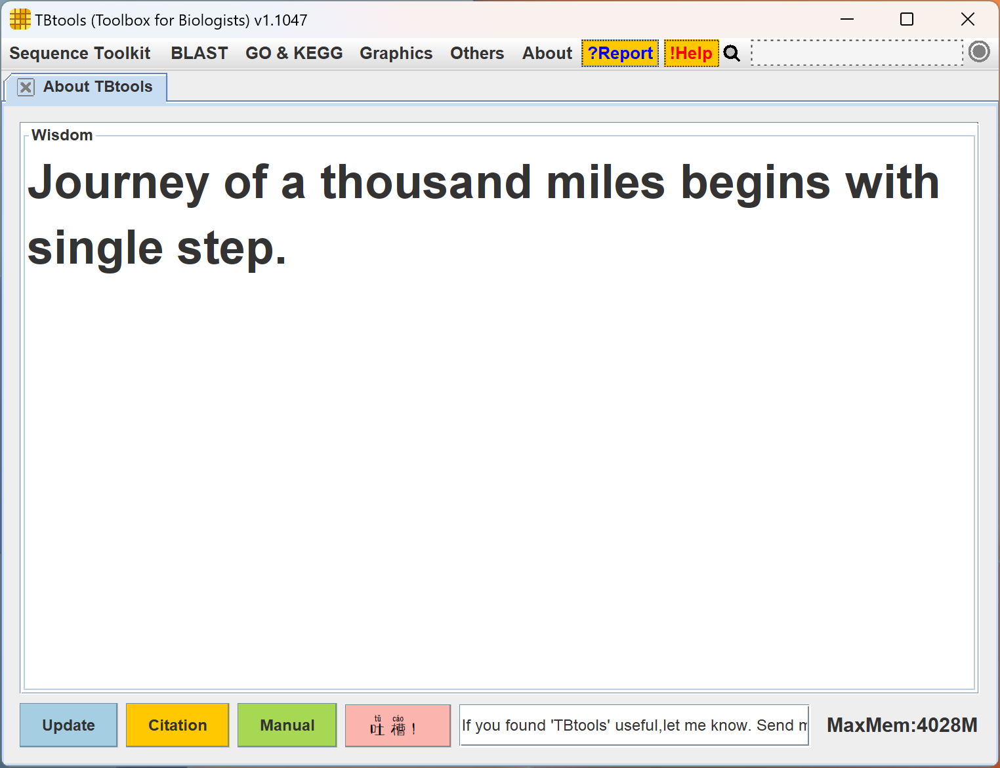 TBtools (Toolbox for Biologists) v1.1047
Sequence Toolkit BLAST GO & KEGG Graphics Others About ?Report !Help
About TBtools
Wisdom
Journey of a thousand miles begins with
single step.
Update Citation Manual
tǔ cáo
吐 槽 !
If you found 'TBtools' useful,let me know. Send
MaxMem:4028M